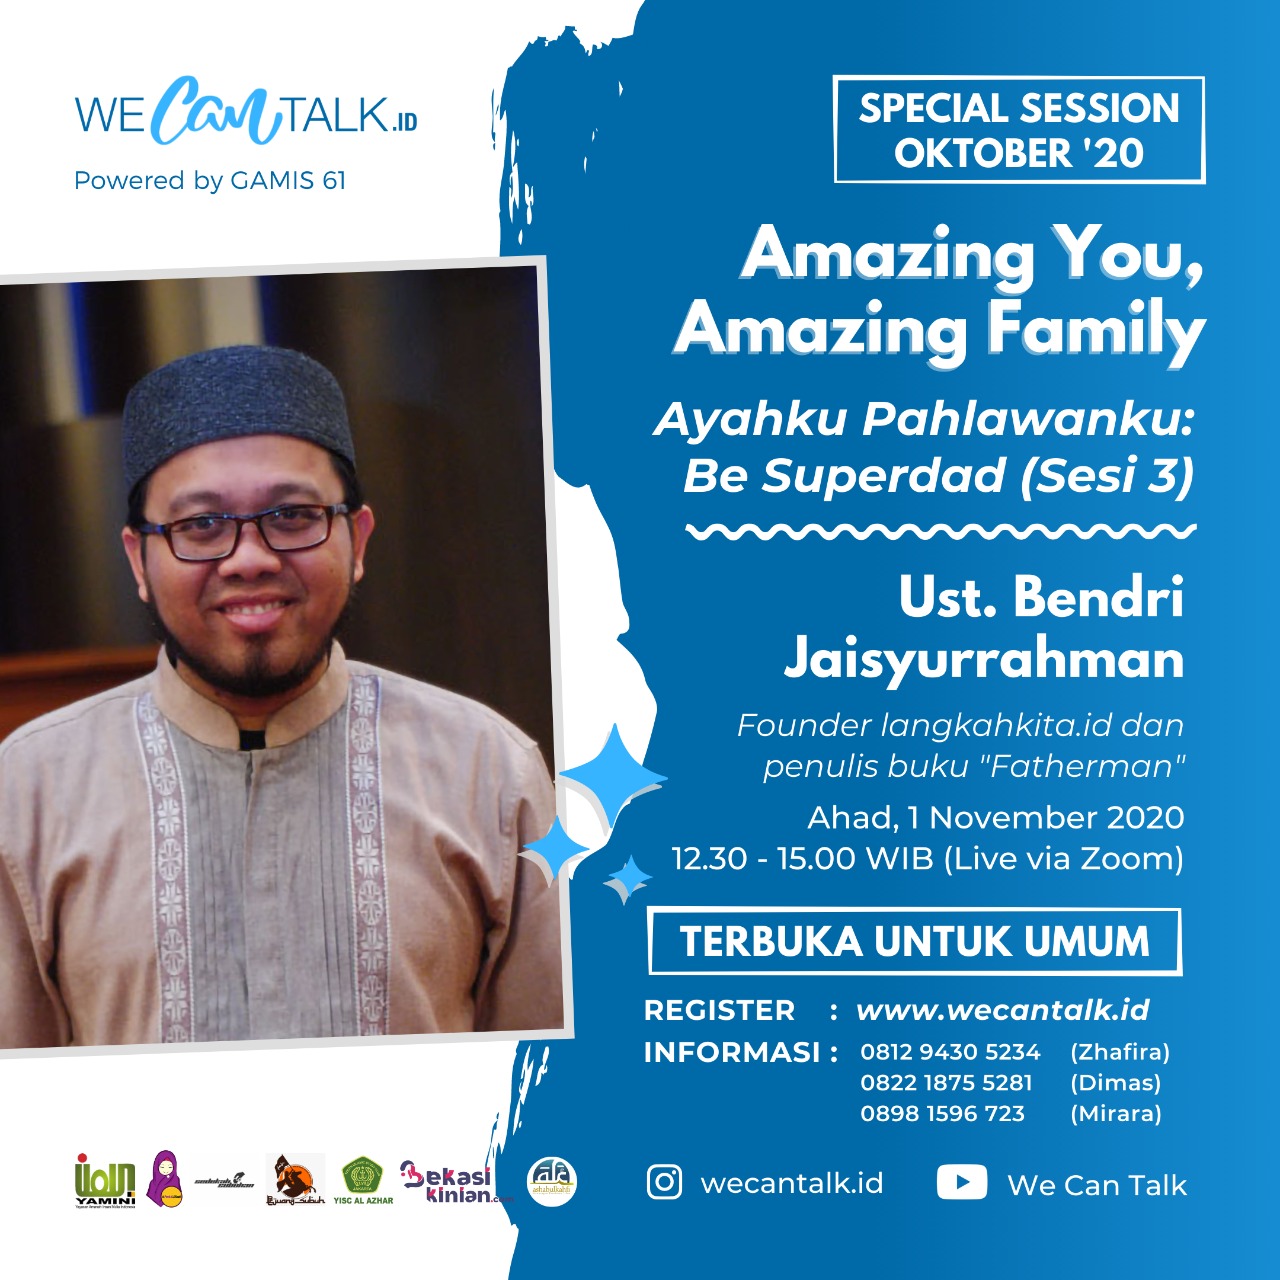 WE Can TALK.ID
Powered by GAMIS 61
SPECIAL SESSION
OKTOBER '20
Amazing You,
Amazing Family
Ayahku Pahlawanku:
Be Superdad (Sesi 3)
Ust. Bendri
Jaisyurrahman
Founder langkahkita.id dan
penulis buku "Fatherman"
Ahad, 1 November 2020
12.30 - 15.00 WIB (Live via Zoom)
TERBUKA UNTUK UMUM
REGISTER : www.wecantalk.id
INFORMASI : 0812 9430 5234 (Zhafira)
0822 1875 5281 (Dimas)
0898 1596 723 (Mirara)
YAMINI
YISC AL AZHAR
Bekasi
kinian.com
wecantalk.id
We Can Talk